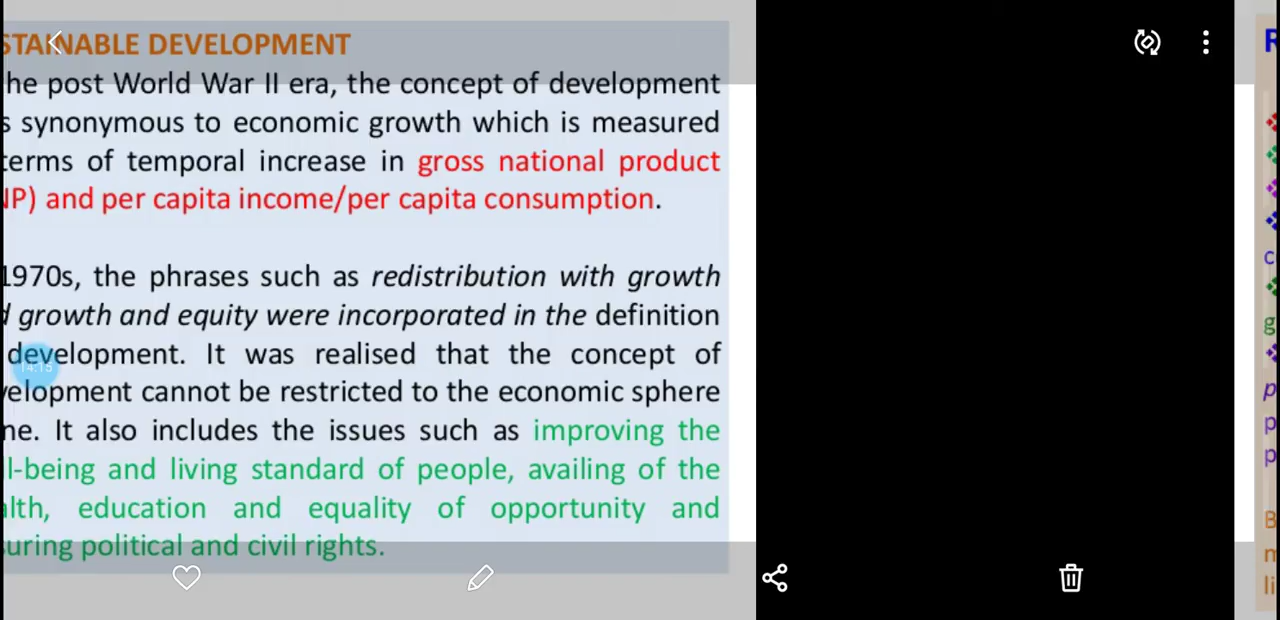 STAINABLE DEVELOPMENT
he post World War II era, the concept of development
s synonymous to economic growth which is measured
terms of temporal increase in gross national product
NP) and per capita income/per capita consumption.
1970s, the phrases such as redistribution with growth
d growth and equity were incorporated in the definition
development. It was realised that the concept of
velopment cannot be restricted to the economic sphere
ne. It also includes the issues such as improving the
l-being and living standard of people, availing of the
alth, education and equality of opportunity and
suring political and civil rights.
14:15
R
c
g
p
p
p
B
m
li